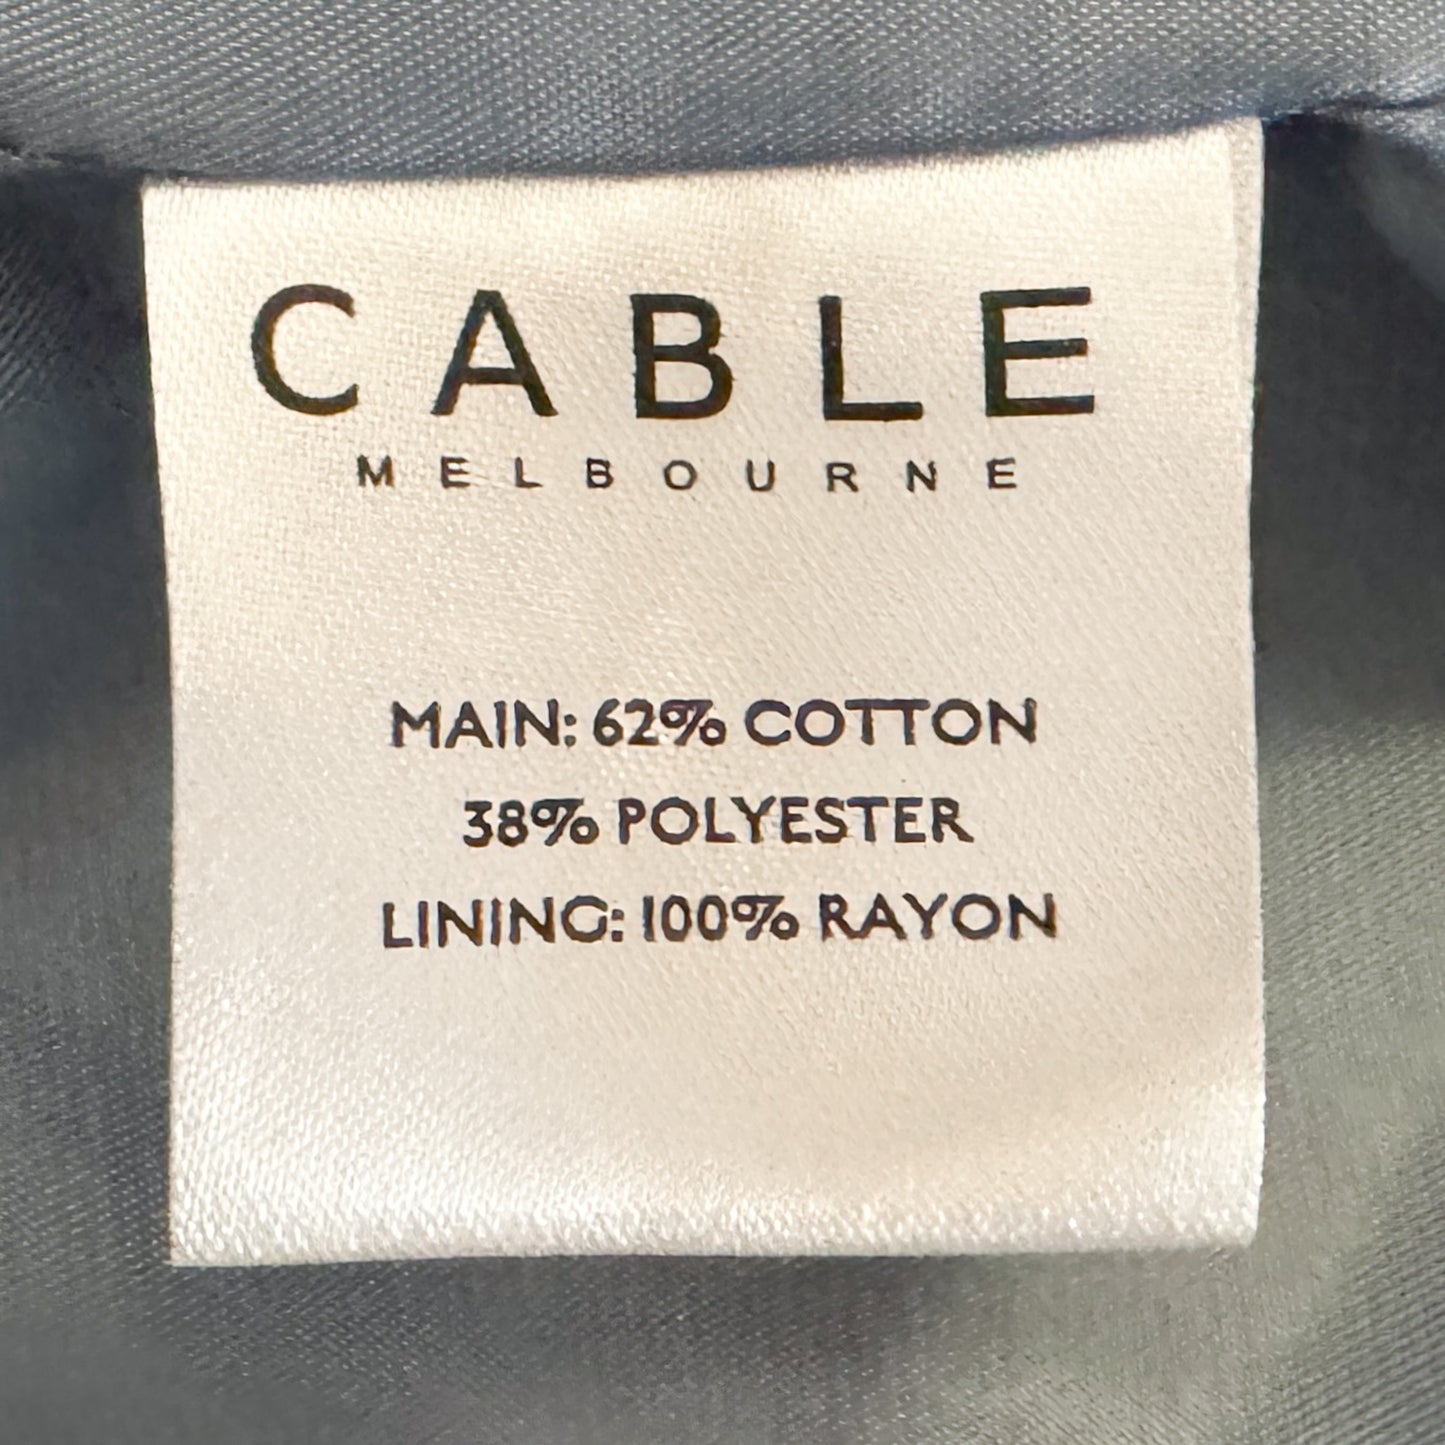 CABLE
MELBOURNE
MAIN: 62% COTTON
38% POLYESTER
LINING: 100% RAYON